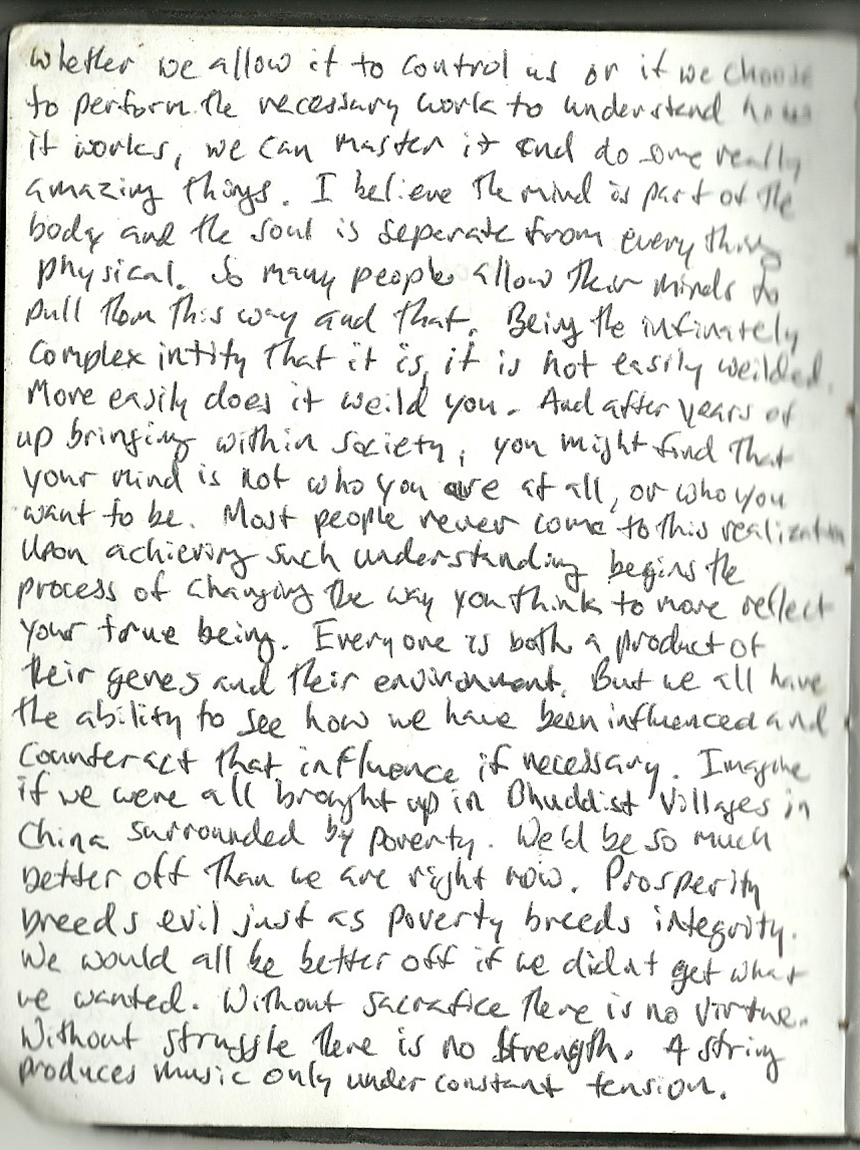 whether we allow it to control us or if we choose
to perform the necessary work to understand how
it works, we can master it and do some really
amazing things. I believe the mind is part of the
body and the soul is seperate from everything
physical. So many people allow their minds to
pull them this way and that. Being the infinately
complex intity that it is, it is not easily weilded.
More easily does it weild you. And after years of
up bringing within society, you might find that
your mind is not who you are at all, or who you
want to be. Most people never come to this realization
Upon achieving such understanding begins the
process of changing the way you think to more reflect
your true being. Everyone is both a product of
their genes and their environment. But we all have
the ability to see how we have been influenced and
counteract that influence if necessary. Imagine
if we were all brought up in Bhuddist Villages in
China surrounded by poverty. We'd be so much
better off than we are right now. Prosperity
breeds evil just as poverty breeds integrity.
We would all be better off if we didnt get what
we wanted. Without sacrafice there is no virtue.
Without struggle there is no strength. A string
produces music only under constant tension.